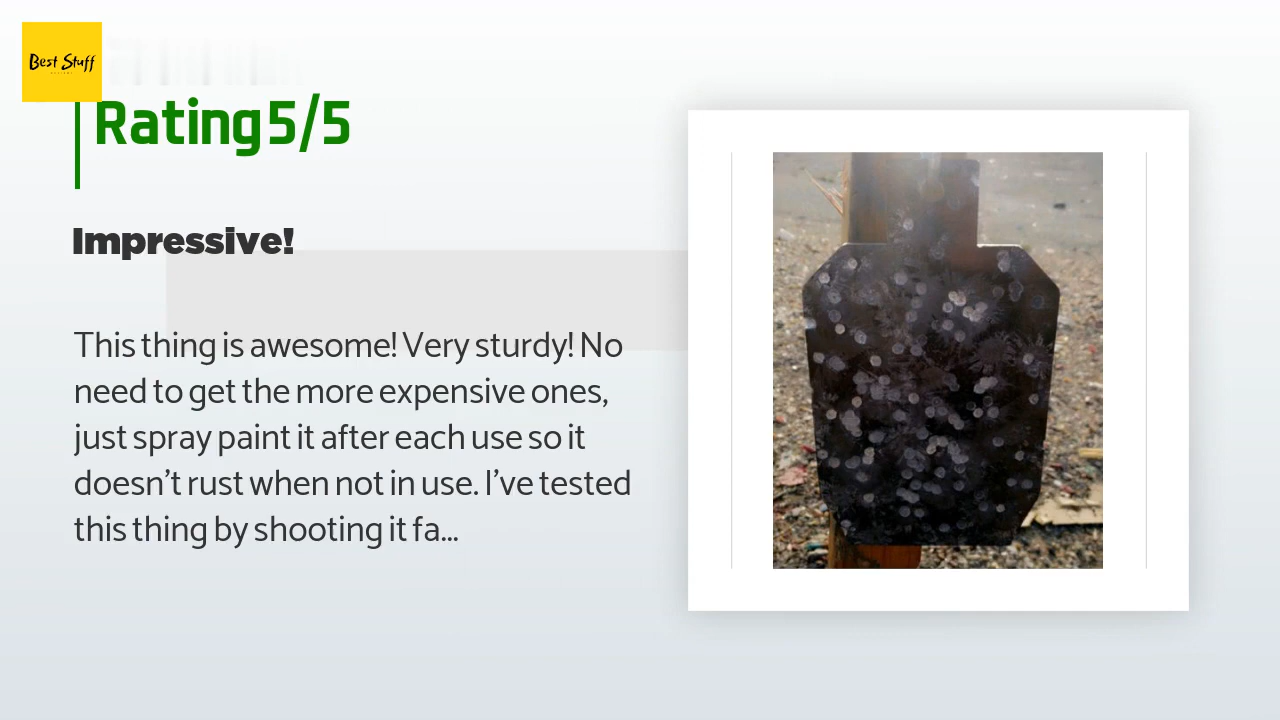 Best Stuff
Rating 5/5
Impressive!
This thing is awesome! Very sturdy! No
need to get the more expensive ones,
just spray paint it after each use so it
doesn't rust when not in use. I've tested
this thing by shooting it fa...